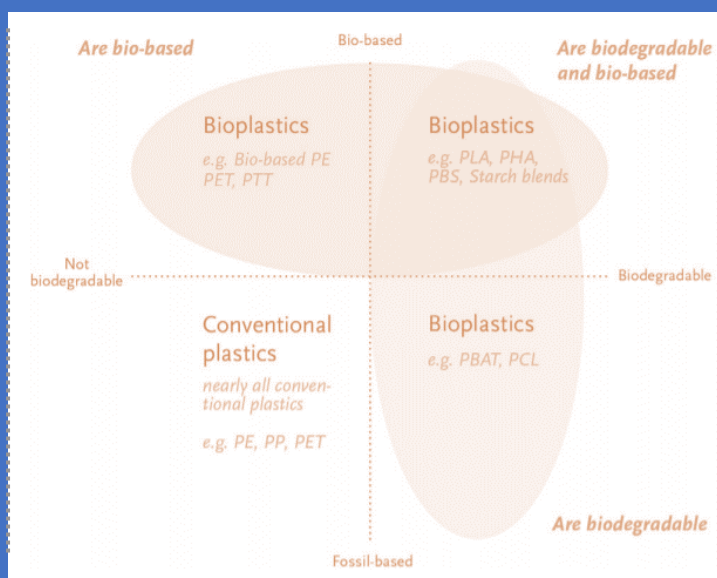 Are bio-based
Bio-based
Are biodegradable
and bio-based
Bioplastics
e.g. Bio-based PE
PET, PTT
Bioplastics
e.g. PLA, PHA,
PBS, Starch blends
Not
biodegradable
Biodegradable
Conventional
plastics
nearly all conven-
tional plastics
e.g. PE, PP, PET
Bioplastics
e.g. PBAT, PCL
Are biodegradable
Fossil-based